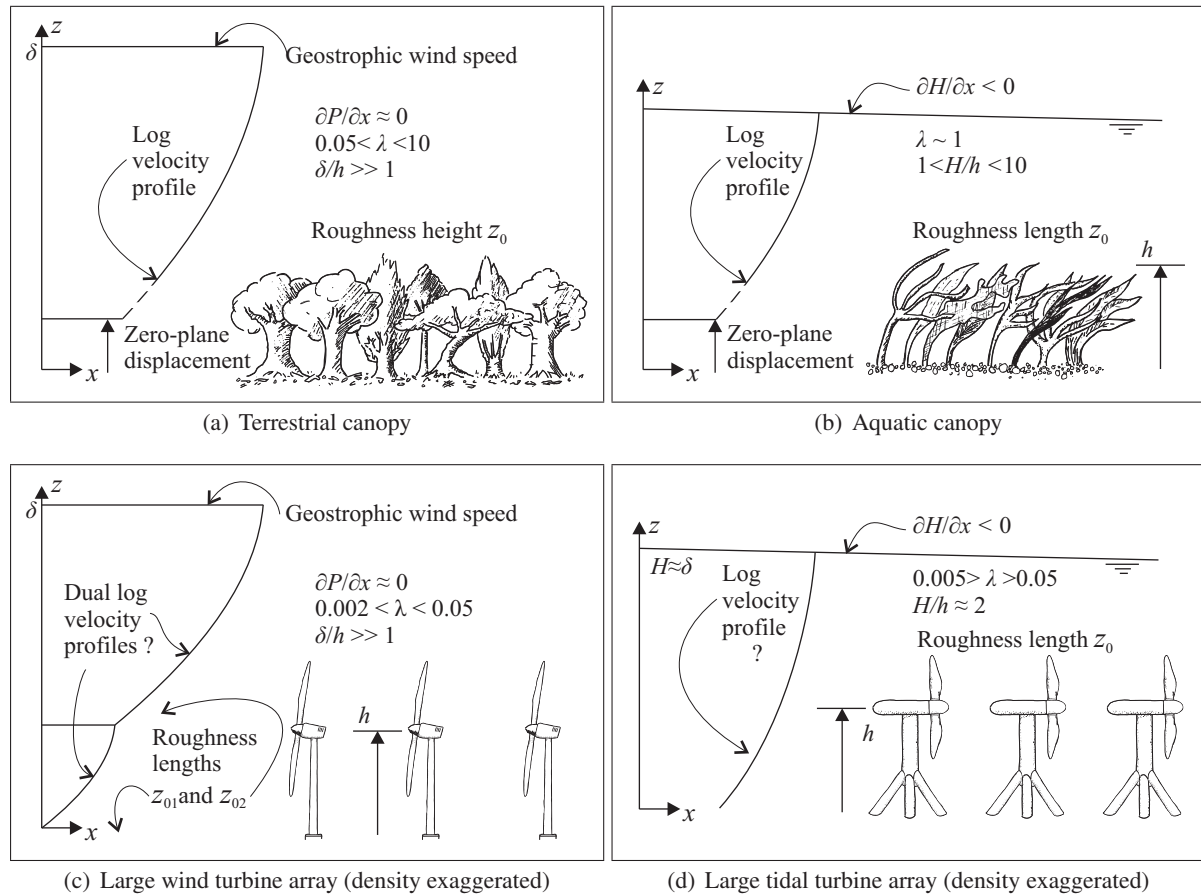 z
δ
Geostrophic wind speed
∂P/∂x ≈ 0
0.05< λ <10
δ/h >> 1
Log
velocity
profile
Roughness height z₀
Zero-plane
displacement
x
(a) Terrestrial canopy
z
∂H/∂x < 0
λ ~ 1
1<H/h <10
Log
velocity
profile
Roughness length z₀
h
Zero-plane
displacement
x
(b) Aquatic canopy
z
δ
Geostrophic wind speed
∂P/∂x ≈ 0
0.002 < λ < 0.05
δ/h >> 1
Dual log
velocity
profiles ?
h
Roughness
lengths
z₀₁ and z₀₂
x
(c) Large wind turbine array (density exaggerated)
z
∂H/∂x < 0
H≈δ
0.005> λ >0.05
H/h ≈ 2
Log
velocity
profile
?
Roughness length z₀
h
x
(d) Large tidal turbine array (density exaggerated)